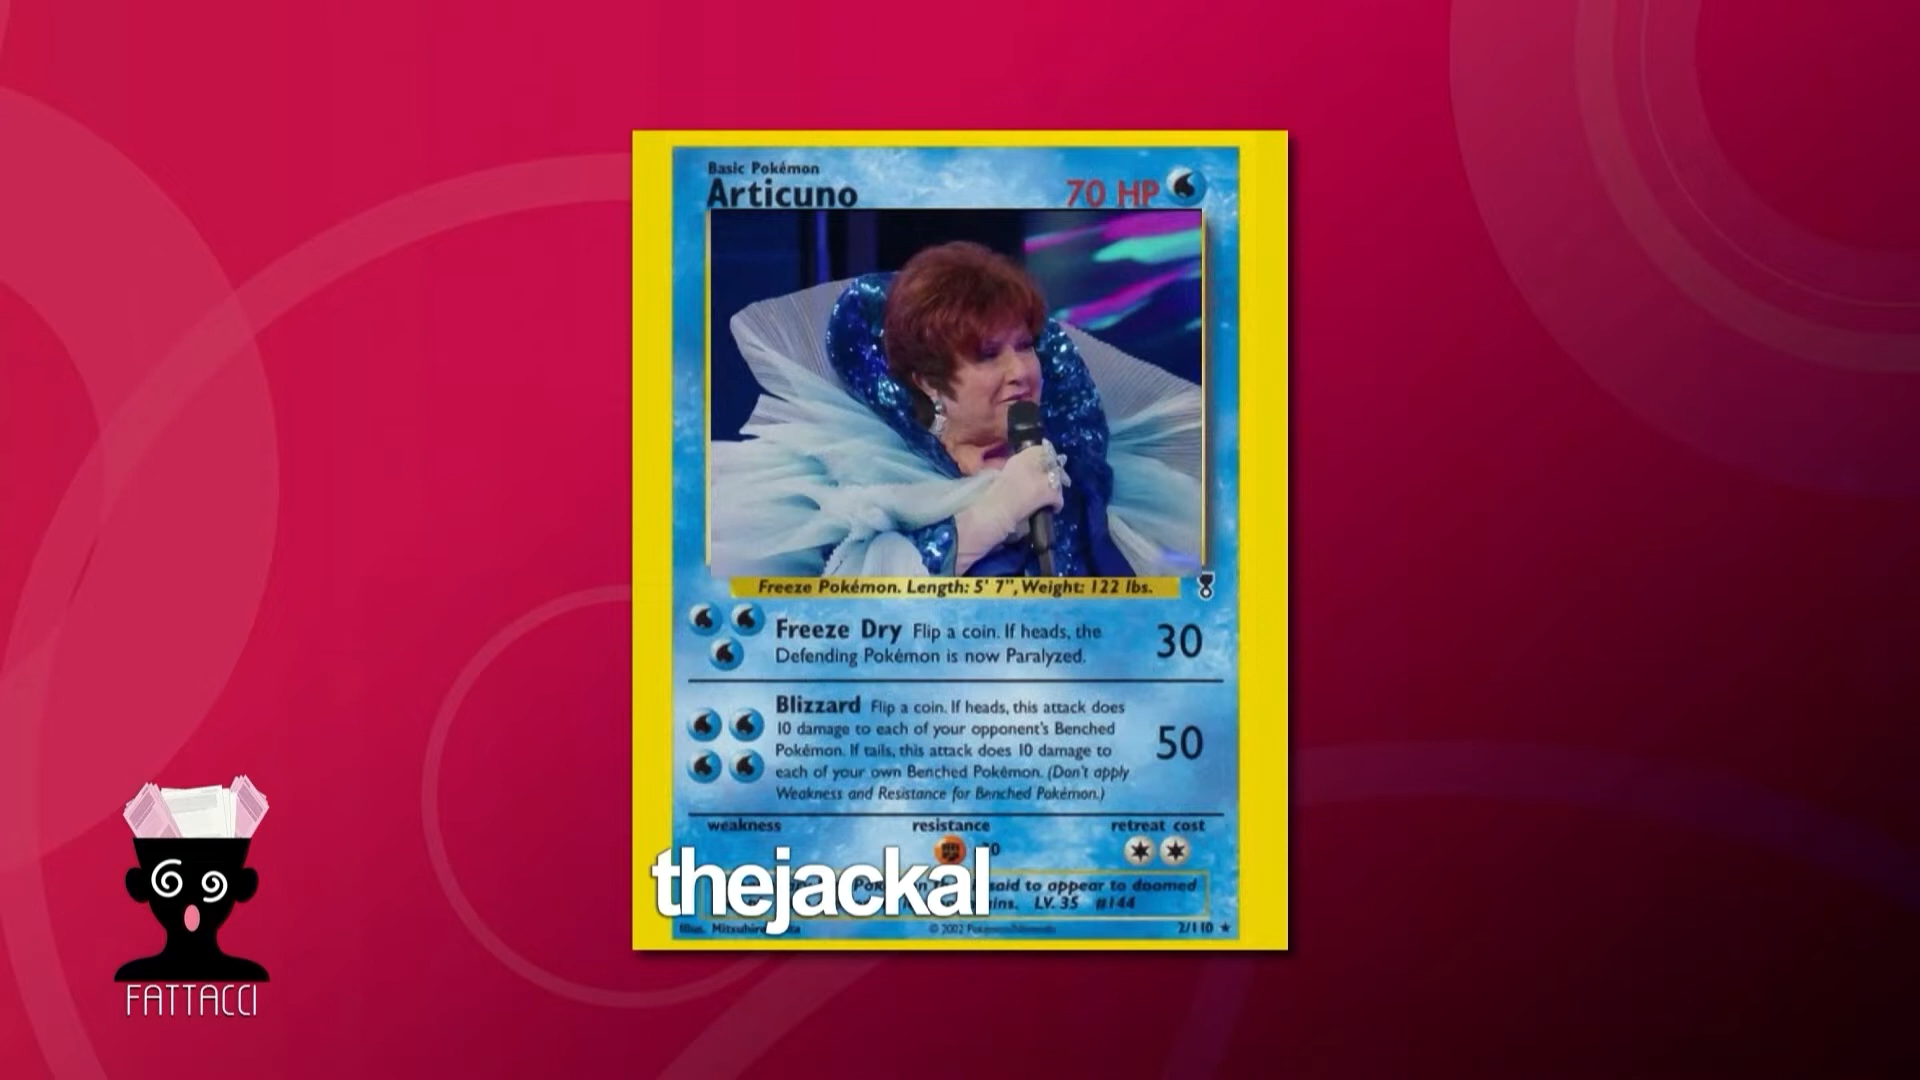 Basic Pokémon
Articuno
70 HP
Freeze Pokémon. Length: 5' 7", Weight: 122 lbs.
Freeze Dry Flip a coin. If heads, the
Defending Pokémon is now Paralyzed.
30
Blizzard Flip a coin. If heads, this attack does
10 damage to each of your opponent's Benched
Pokémon. If tails, this attack does 10 damage to
each of your own Benched Pokémon. (Don't apply
Weakness and Resistance for Benched Pokémon.)
50
weakness
resistance
retreat cost
thejackal
said to appear to doomed
LV. 35 #144
Illus.
© 2002
2/110
FATTACCI